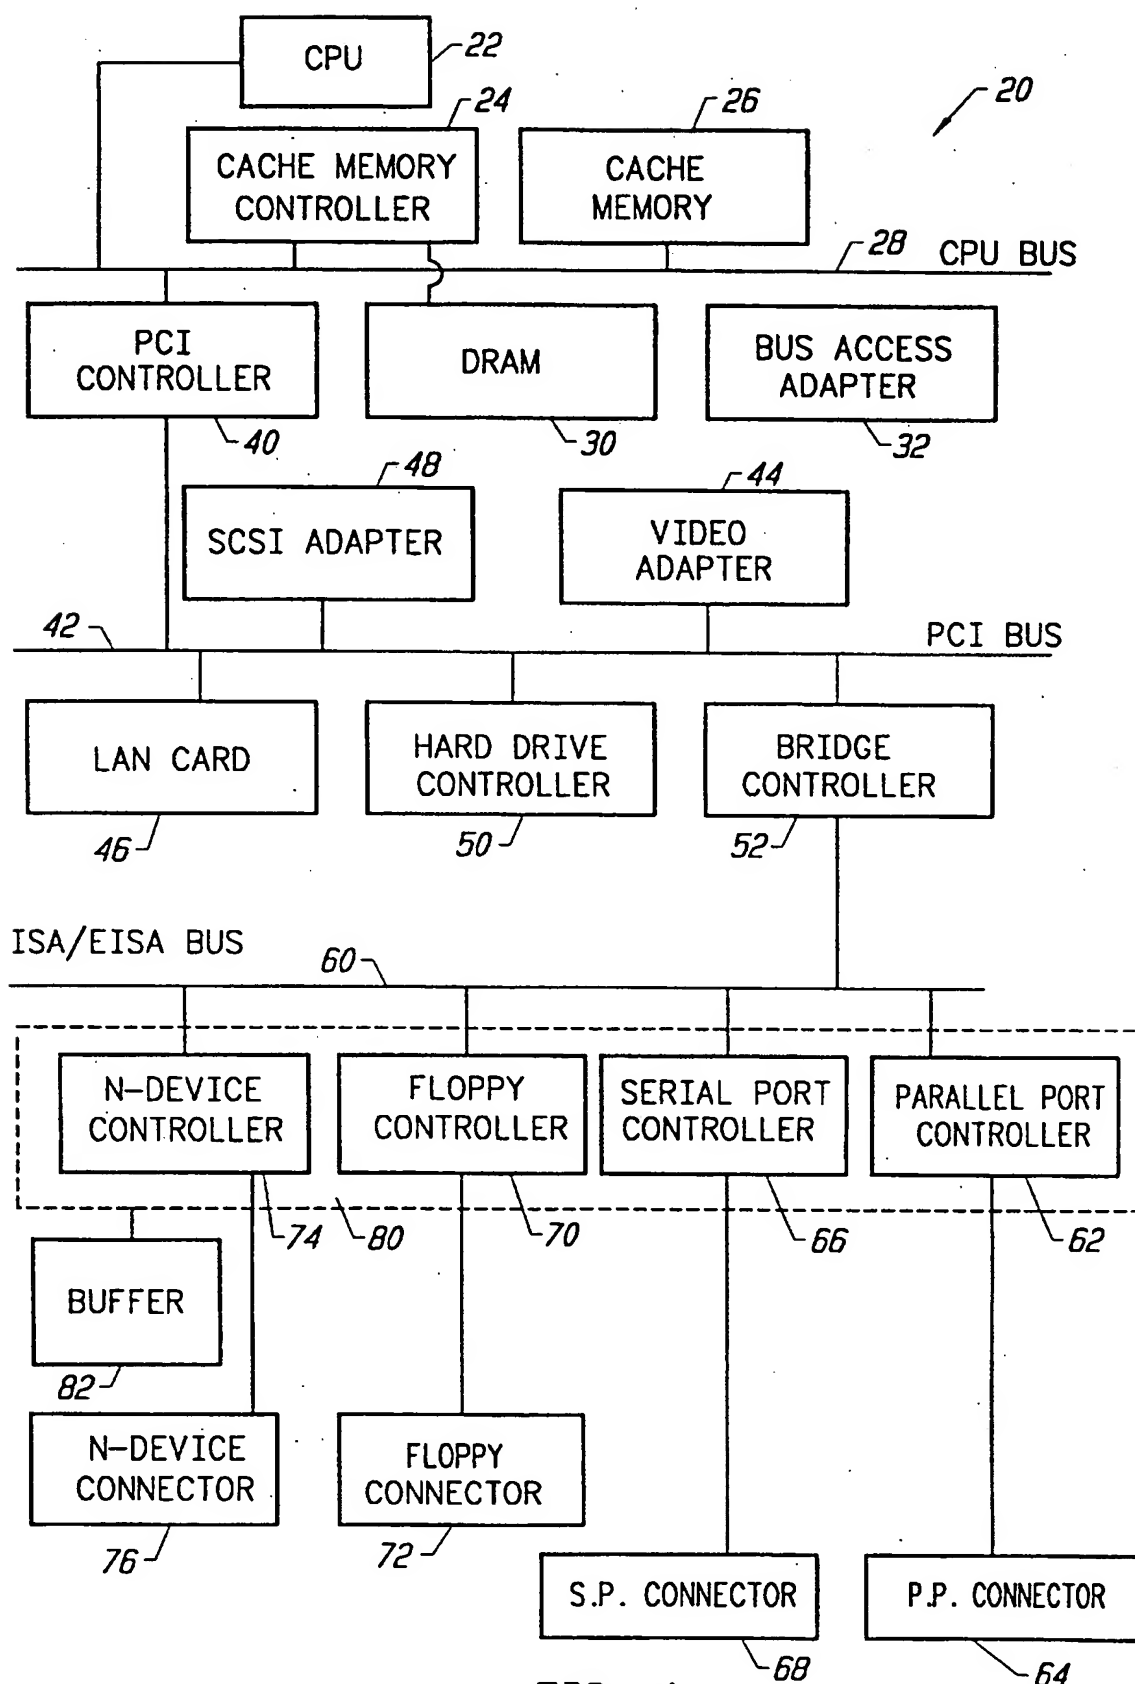 CPU
22
24
26
20
CACHE MEMORY
CONTROLLER
CACHE
MEMORY
28
CPU BUS
PCI
CONTROLLER
DRAM
BUS ACCESS
ADAPTER
40
30
32
48
44
SCSI ADAPTER
VIDEO
ADAPTER
42
PCI BUS
LAN CARD
HARD DRIVE
CONTROLLER
BRIDGE
CONTROLLER
46
50
52
ISA/EISA BUS
60
N-DEVICE
CONTROLLER
FLOPPY
CONTROLLER
SERIAL PORT
CONTROLLER
PARALLEL PORT
CONTROLLER
74
80
70
66
62
BUFFER
82
N-DEVICE
CONNECTOR
FLOPPY
CONNECTOR
76
72
S.P. CONNECTOR
P.P. CONNECTOR
68
64